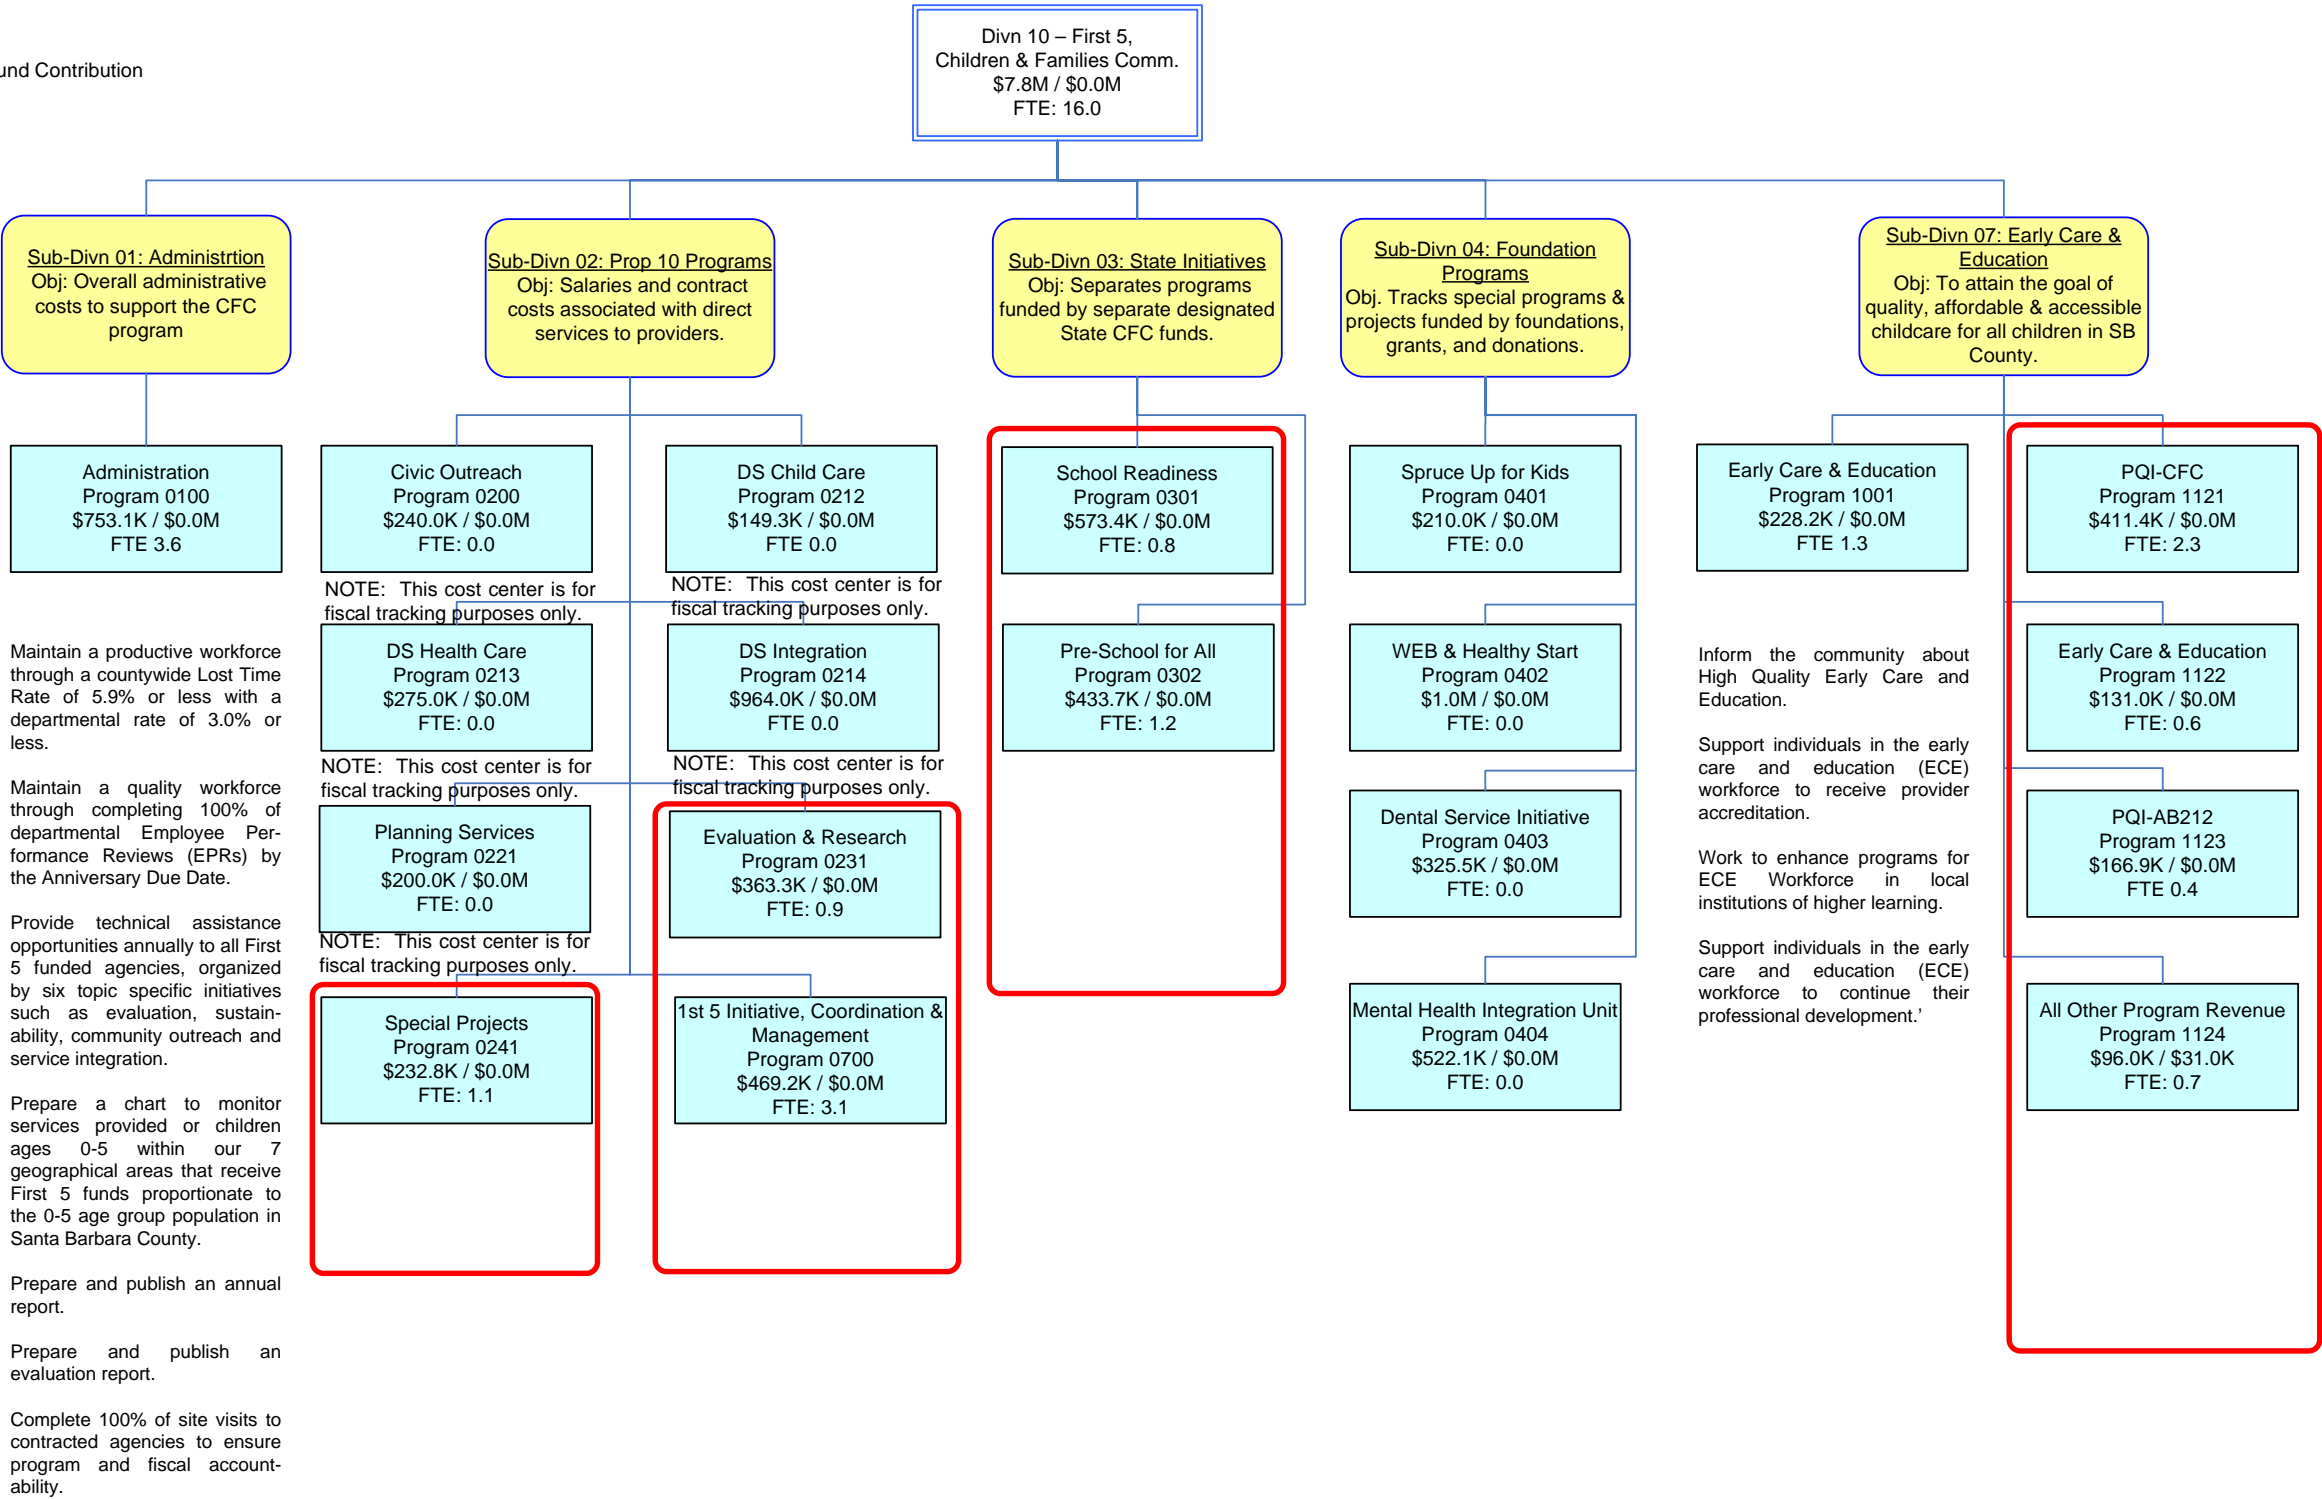 und Contribution
Divn 10 – First 5,
Children & Families Comm.
$7.8M / $0.0M
FTE: 16.0
Sub-Divn 01: Administrtion
Obj: Overall administrative
costs to support the CFC
program
Sub-Divn 02: Prop 10 Programs
Obj: Salaries and contract
costs associated with direct
services to providers.
Sub-Divn 03: State Initiatives
Obj: Separates programs
funded by separate designated
State CFC funds.
Sub-Divn 04: Foundation
Programs
Obj. Tracks special programs &
projects funded by foundations,
grants, and donations.
Sub-Divn 07: Early Care &
Education
Obj: To attain the goal of
quality, affordable & accessible
childcare for all children in SB
County.
Administration
Program 0100
$753.1K / $0.0M
FTE 3.6
Maintain a productive workforce
through a countywide Lost Time
Rate of 5.9% or less with a
departmental rate of 3.0% or
less.
Maintain a quality workforce
through completing 100% of
departmental Employee Per-
formance Reviews (EPRs) by
the Anniversary Due Date.
Provide technical assistance
opportunities annually to all First
5 funded agencies, organized
by six topic specific initiatives
such as evaluation, sustain-
ability, community outreach and
service integration.
Prepare a chart to monitor
services provided or children
ages 0-5 within our 7
geographical areas that receive
First 5 funds proportionate to
the 0-5 age group population in
Santa Barbara County.
Prepare and publish an annual
report.
Prepare and publish an
evaluation report.
Complete 100% of site visits to
contracted agencies to ensure
program and fiscal account-
ability.
Civic Outreach
Program 0200
$240.0K / $0.0M
FTE: 0.0
NOTE: This cost center is for
fiscal tracking purposes only.
DS Child Care
Program 0212
$149.3K / $0.0M
FTE 0.0
NOTE: This cost center is for
fiscal tracking purposes only.
DS Health Care
Program 0213
$275.0K / $0.0M
FTE: 0.0
NOTE: This cost center is for
fiscal tracking purposes only.
DS Integration
Program 0214
$964.0K / $0.0M
FTE 0.0
NOTE: This cost center is for
fiscal tracking purposes only.
Planning Services
Program 0221
$200.0K / $0.0M
FTE: 0.0
NOTE: This cost center is for
fiscal tracking purposes only.
Evaluation & Research
Program 0231
$363.3K / $0.0M
FTE: 0.9
Special Projects
Program 0241
$232.8K / $0.0M
FTE: 1.1
1st 5 Initiative, Coordination &
Management
Program 0700
$469.2K / $0.0M
FTE: 3.1
School Readiness
Program 0301
$573.4K / $0.0M
FTE: 0.8
Pre-School for All
Program 0302
$433.7K / $0.0M
FTE: 1.2
Spruce Up for Kids
Program 0401
$210.0K / $0.0M
FTE: 0.0
WEB & Healthy Start
Program 0402
$1.0M / $0.0M
FTE: 0.0
Dental Service Initiative
Program 0403
$325.5K / $0.0M
FTE: 0.0
Mental Health Integration Unit
Program 0404
$522.1K / $0.0M
FTE: 0.0
Early Care & Education
Program 1001
$228.2K / $0.0M
FTE 1.3
Inform the community about
High Quality Early Care and
Education.
Support individuals in the early
care and education (ECE)
workforce to receive provider
accreditation.
Work to enhance programs for
ECE Workforce in local
institutions of higher learning.
Support individuals in the early
care and education (ECE)
workforce to continue their
professional development.’
PQI-CFC
Program 1121
$411.4K / $0.0M
FTE: 2.3
Early Care & Education
Program 1122
$131.0K / $0.0M
FTE: 0.6
PQI-AB212
Program 1123
$166.9K / $0.0M
FTE 0.4
All Other Program Revenue
Program 1124
$96.0K / $31.0K
FTE: 0.7